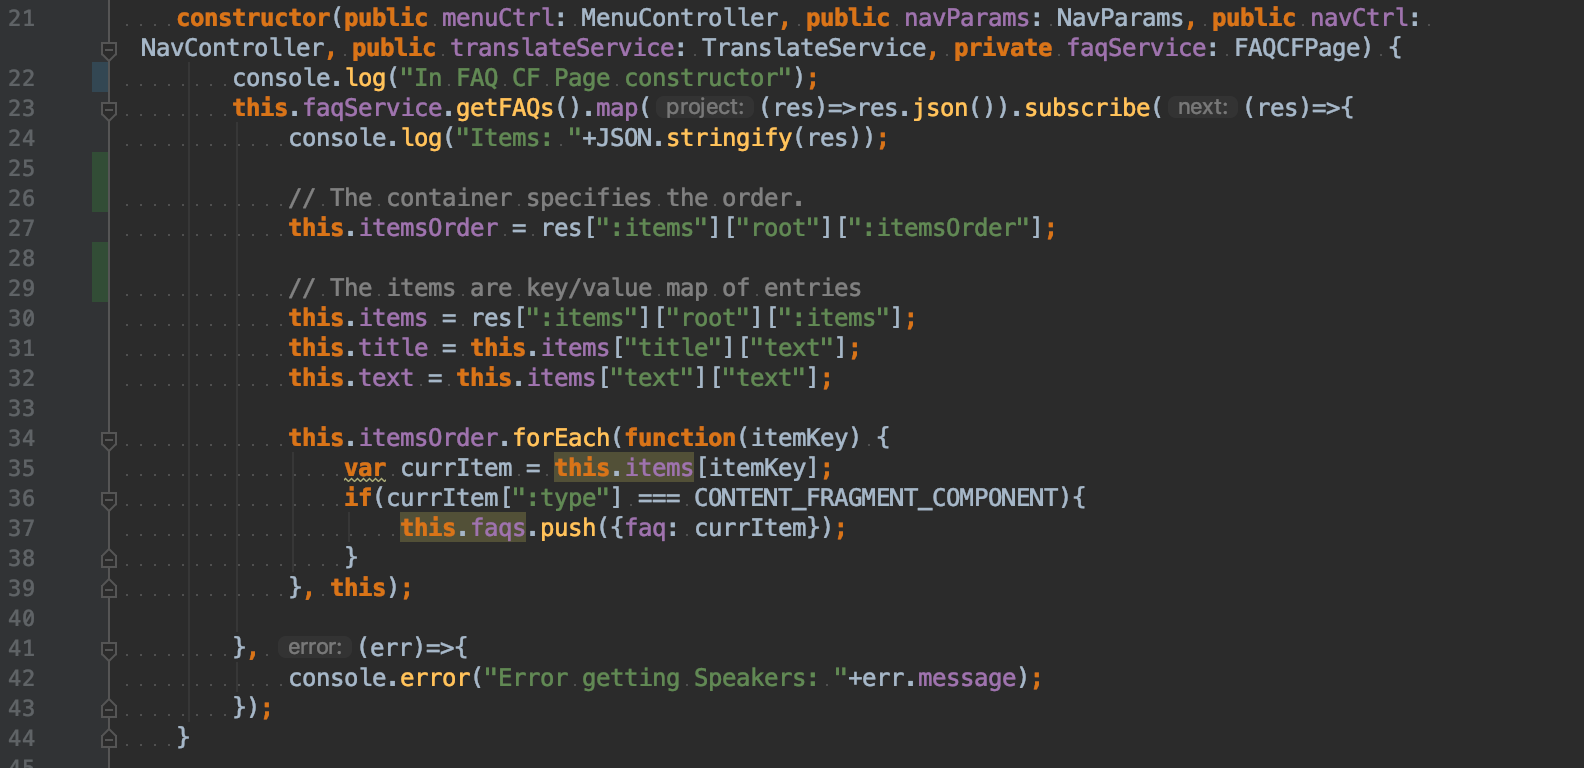 21 constructor(public menuCtrl: MenuController, public navParams: NavParams, public navCtrl:
NavController, public translateService: TranslateService, private faqService: FAQCFPage) {
22 console.log("In FAQ CF Page constructor");
23 this.faqService.getFAQs().map( project: (res)=>res.json()).subscribe( next: (res)=>{
24 console.log("Items: "+JSON.stringify(res));
25
26 // The container specifies the order.
27 this.itemsOrder = res[":items"]["root"][":itemsOrder"];
28
29 // The items are key/value map of entries
30 this.items = res[":items"]["root"][":items"];
31 this.title = this.items["title"]["text"];
32 this.text = this.items["text"]["text"];
33
34 this.itemsOrder.forEach(function(itemKey) {
35 var currItem = this.items[itemKey];
36 if(currItem[":type"] === CONTENT_FRAGMENT_COMPONENT){
37 this.faqs.push({faq: currItem});
38 }
39 }, this);
40
41 }, error: (err)=>{
42 console.error("Error getting Speakers: "+err.message);
43 });
44 }
45